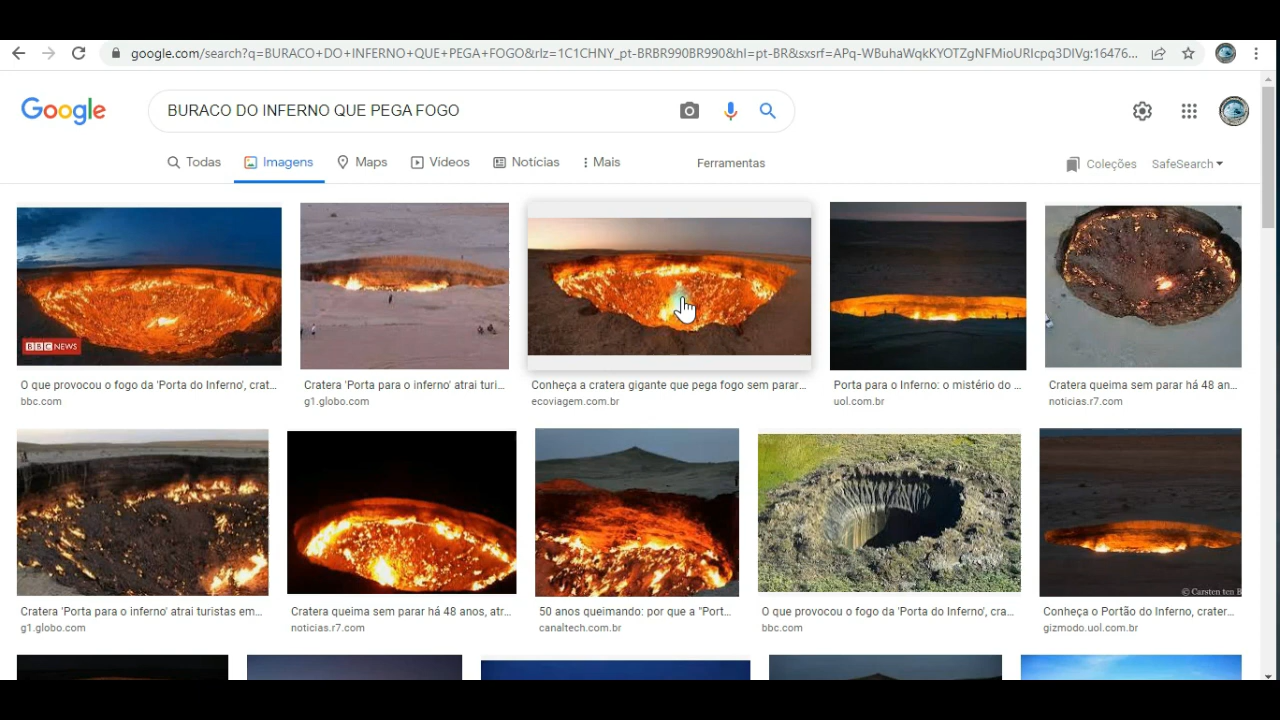 google.com/search?q=BURACO+DO+INFERNO+QUE+PEGA+FOGO&rlz=1C1CHNY_pt-BRBR990BR990&hl=pt-BR&sxsrf=APq-WBuhaWqkKYOTZgNFMioURIcpq3DIVg:16476...
Google
BURACO DO INFERNO QUE PEGA FOGO
Todas Imagens Maps Vídeos Notícias Mais Ferramentas Coleções SafeSearch
BBC NEWS
O que provocou o fogo da 'Porta do Inferno', crat... Cratera 'Porta para o inferno' atrai turi... Conheça a cratera gigante que pega fogo sem parar... Porta para o Inferno: o mistério do ... Cratera queima sem parar há 48 an...
bbc.com g1.globo.com ecoviagem.com.br uol.com.br noticias.r7.com
© Carsten ten B
Cratera 'Porta para o inferno' atrai turistas em... Cratera queima sem parar há 48 anos, atr... 50 anos queimando: por que a "Port... O que provocou o fogo da 'Porta do Inferno', cra... Conheça o Portão do Inferno, crater...
g1.globo.com noticias.r7.com canaltech.com.br bbc.com gizmodo.uol.com.br